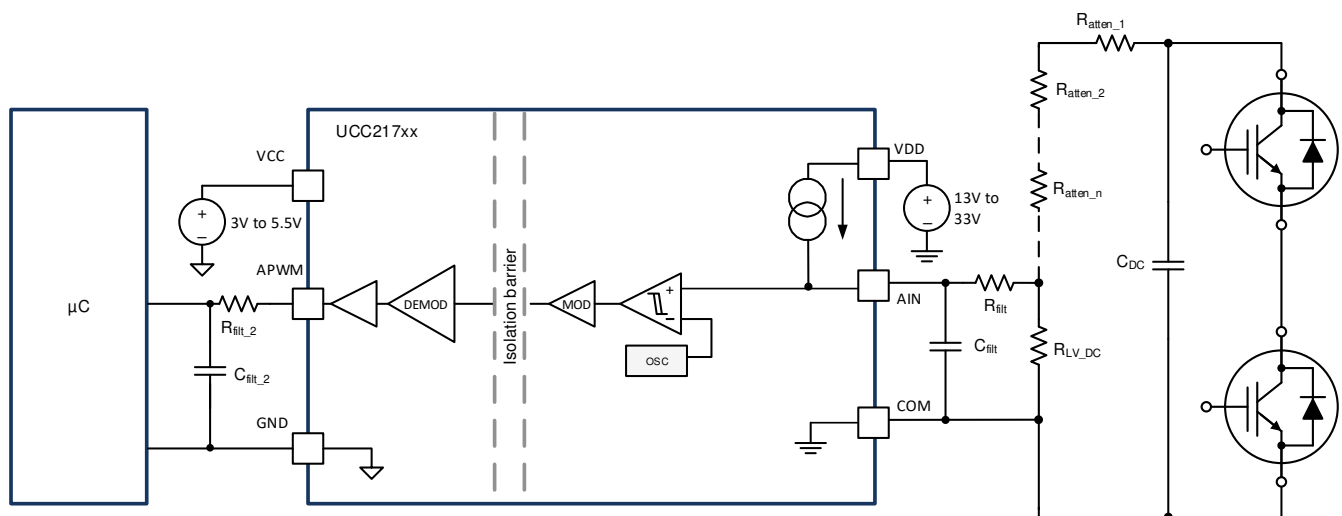 R_atten_1
UCC217xx
R_atten_2
VCC
VDD
+
−
3V to 5.5V
+
−
13V to
33V
R_atten_n
APWM
Isolation barrier
C_DC
µC
DEMOD
MOD
+
−
AIN
R_filt
R_filt_2
OSC
C_filt
R_LV_DC
C_filt_2
GND
COM